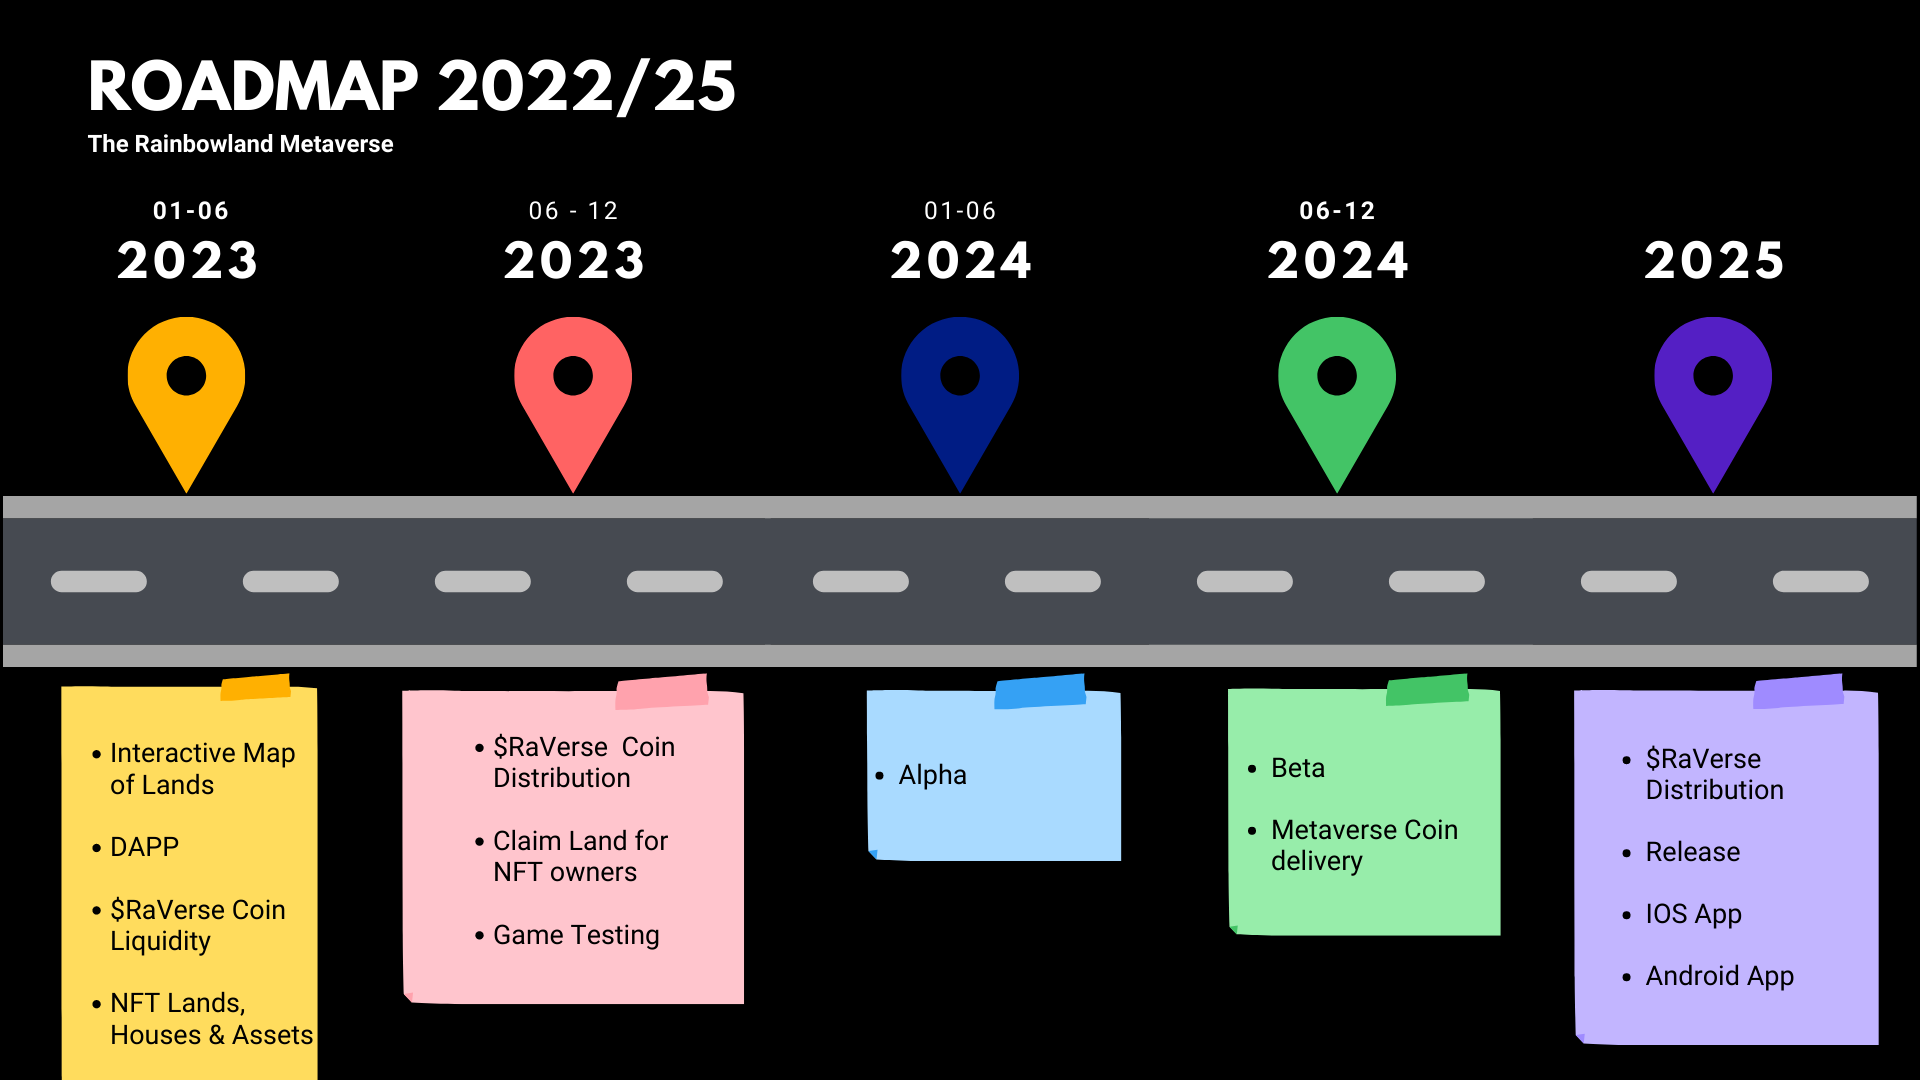 ROADMAP 2022/25
The Rainbowland Metaverse
01-06
2023
06 - 12
2023
01-06
2024
06-12
2024
2025
• Interactive Map
of Lands
• DAPP
• $RaVerse Coin
Liquidity
• NFT Lands,
Houses & Assets
• $RaVerse  Coin
Distribution
• Claim Land for
NFT owners
• Game Testing
• Alpha
• Beta
• Metaverse Coin
delivery
• $RaVerse
Distribution
• Release
• IOS App
• Android App